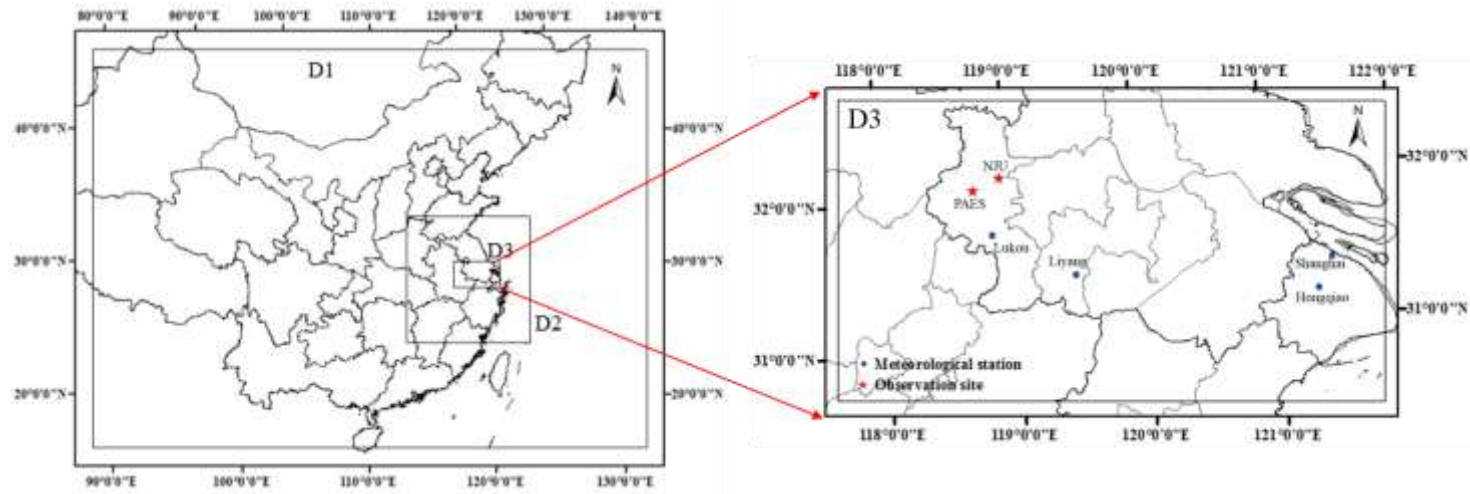 80°0'0"E 90°0'0"E 100°0'0"E 110°0'0"E 120°0'0"E 130°0'0"E 140°0'0"E
D1
N
40°0'0"N 40°0'0"N
30°0'0"N 30°0'0"N
D3
D2
20°0'0"N 20°0'0"N
90°0'0"E 100°0'0"E 110°0'0"E 120°0'0"E 130°0'0"E
118°0'0"E 119°0'0"E 120°0'0"E 121°0'0"E 122°0'0"E
D3
N
NJU
32°0'0"N
PAES
32°0'0"N
Lukou
Liyang
Shanghai
Hongqiao
31°0'0"N
31°0'0"N
Meteorological station
Observation site
118°0'0"E 119°0'0"E 120°0'0"E 121°0'0"E